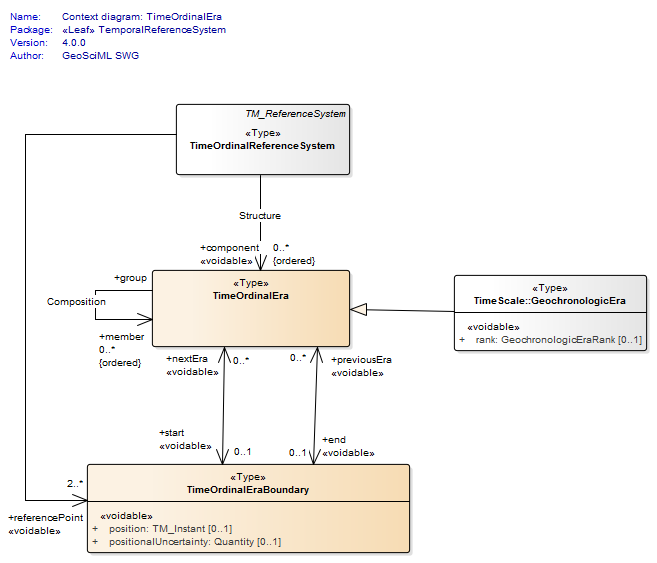 Name: Context diagram: TimeOrdinalEra
Package: «Leaf» TemporalReferenceSystem
Version: 4.0.0
Author: GeoSciML SWG
TM_ReferenceSystem
«Type»
TimeOrdinalReferenceSystem
Structure
+component 0..*
«voidable» {ordered}
+group
Composition
+member
0..*
{ordered}
«Type»
TimeOrdinalEra
«Type»
TimeScale::GeochronologicEra
«voidable»
+ rank: GeochronologicEraRank [0..1]
+nextEra 0..*
«voidable»
0..* +previousEra
«voidable»
+start
«voidable»
0..1
+end
0..1 «voidable»
2..*
+referencePoint
«voidable»
«Type»
TimeOrdinalEraBoundary
«voidable»
+ position: TM_Instant [0..1]
+ positionalUncertainty: Quantity [0..1]